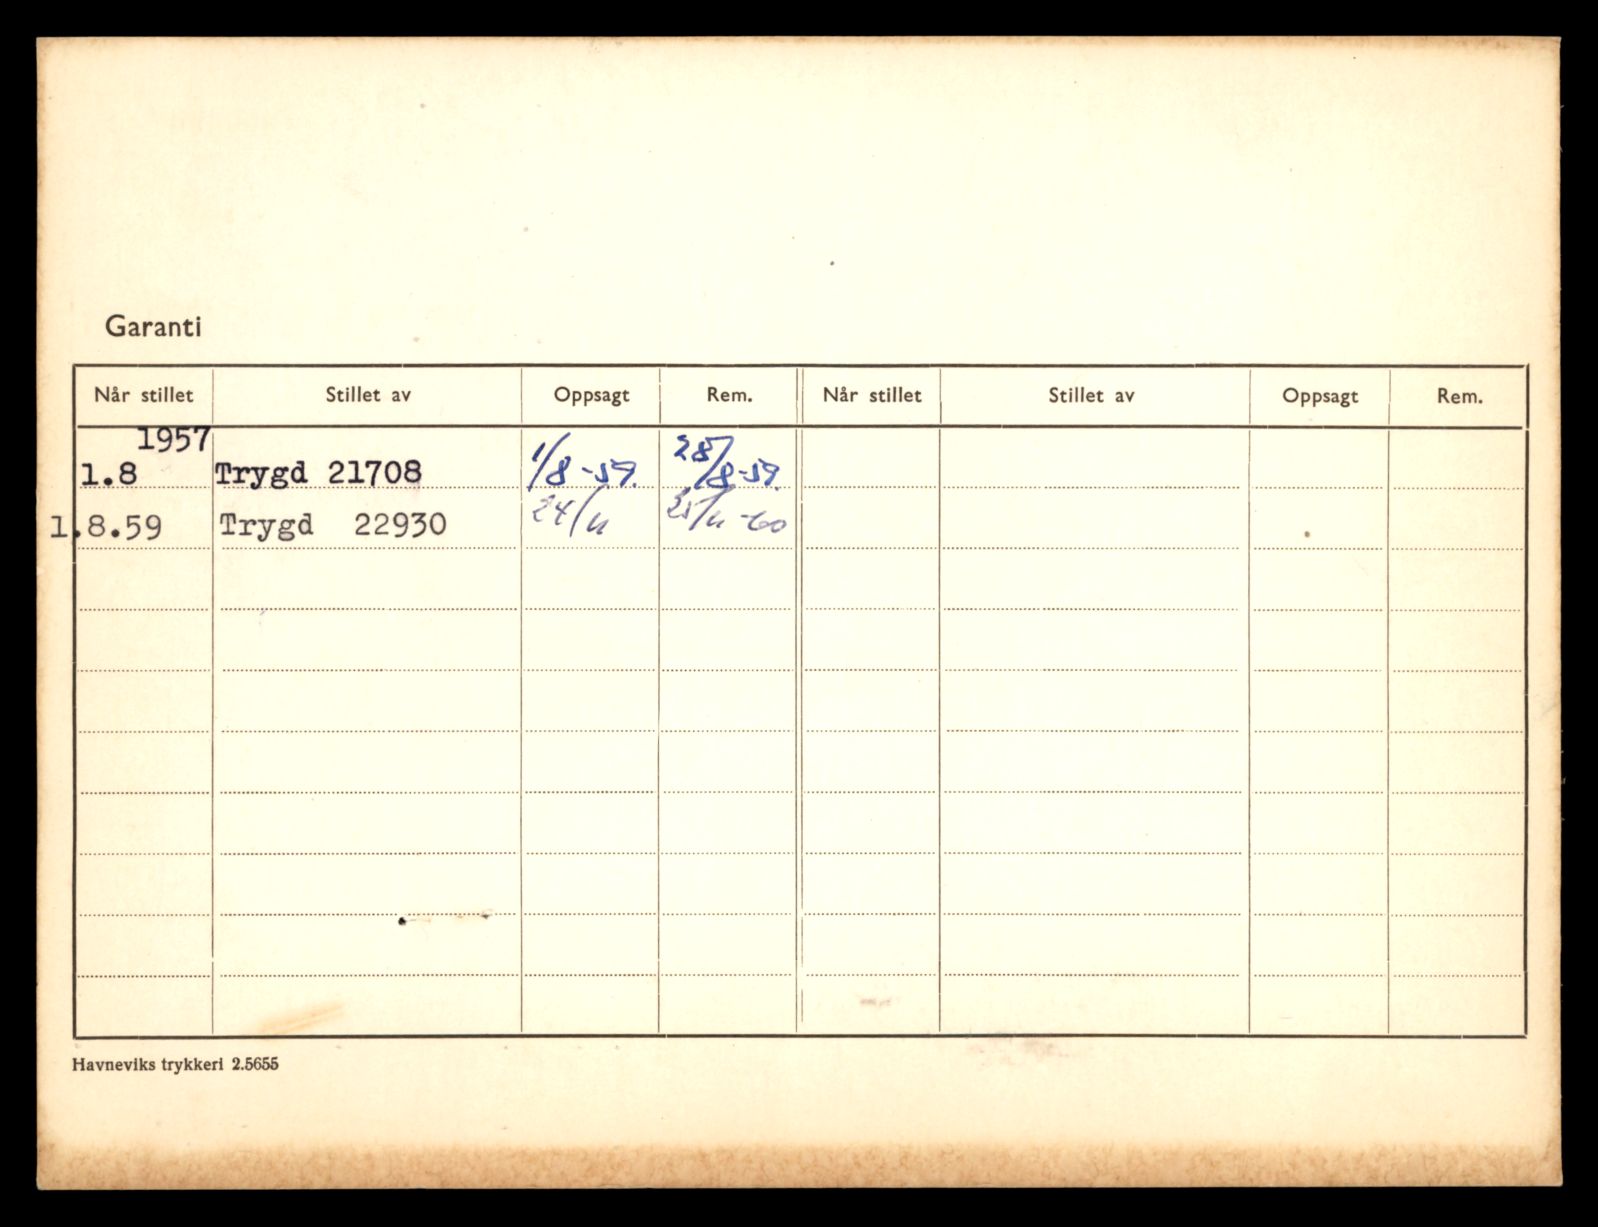 Garanti
Når stillet Stillet av Oppsagt Rem. Når stillet Stillet av Oppsagt Rem.
1957
1.8 Trygd 21708 1/8-59. 28/8-59.
1.8.59 Trygd 22930 24/11 25/11-60
Havneviks trykkeri 2.5655